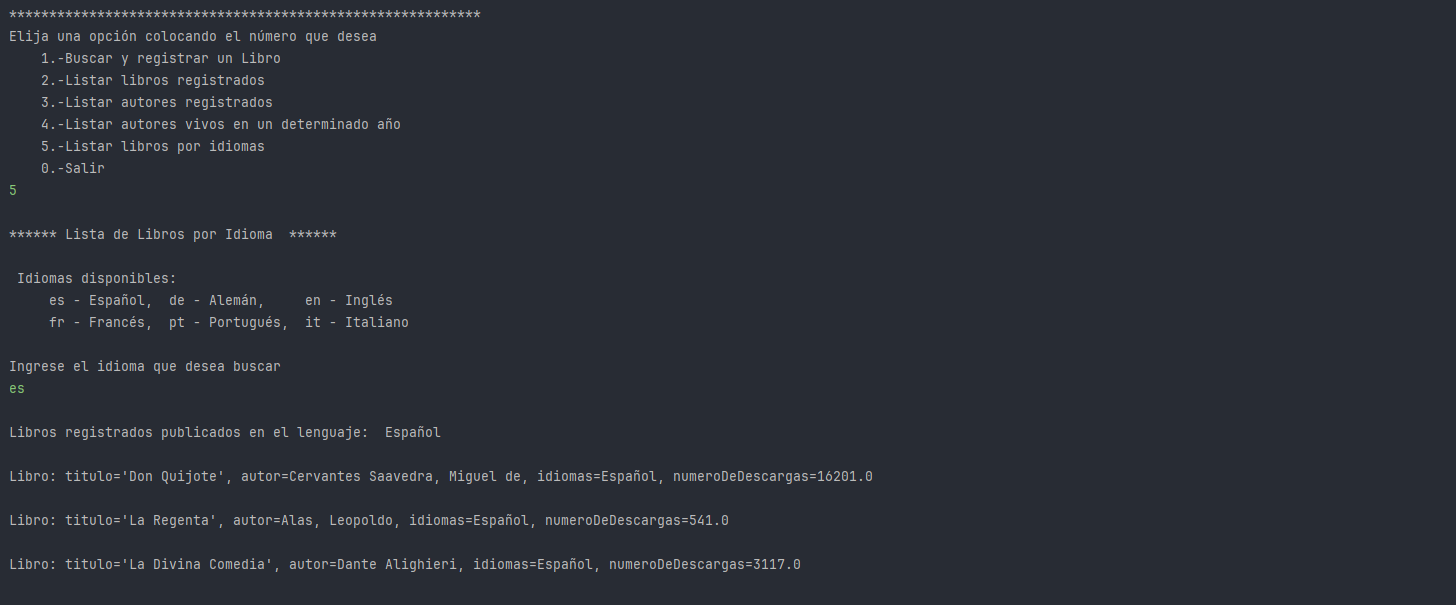 ***********************************************************
Elija una opción colocando el número que desea
    1.-Buscar y registrar un Libro
    2.-Listar libros registrados
    3.-Listar autores registrados
    4.-Listar autores vivos en un determinado año
    5.-Listar libros por idiomas
    0.-Salir
5
****** Lista de Libros por Idioma  ******
 Idiomas disponibles:
     es - Español,  de - Alemán,     en - Inglés
     fr - Francés,  pt - Portugués,  it - Italiano
Ingrese el idioma que desea buscar
es
Libros registrados publicados en el lenguaje:  Español
Libro: titulo='Don Quijote', autor=Cervantes Saavedra, Miguel de, idiomas=Español, numeroDeDescargas=16201.0
Libro: titulo='La Regenta', autor=Alas, Leopoldo, idiomas=Español, numeroDeDescargas=541.0
Libro: titulo='La Divina Comedia', autor=Dante Alighieri, idiomas=Español, numeroDeDescargas=3117.0